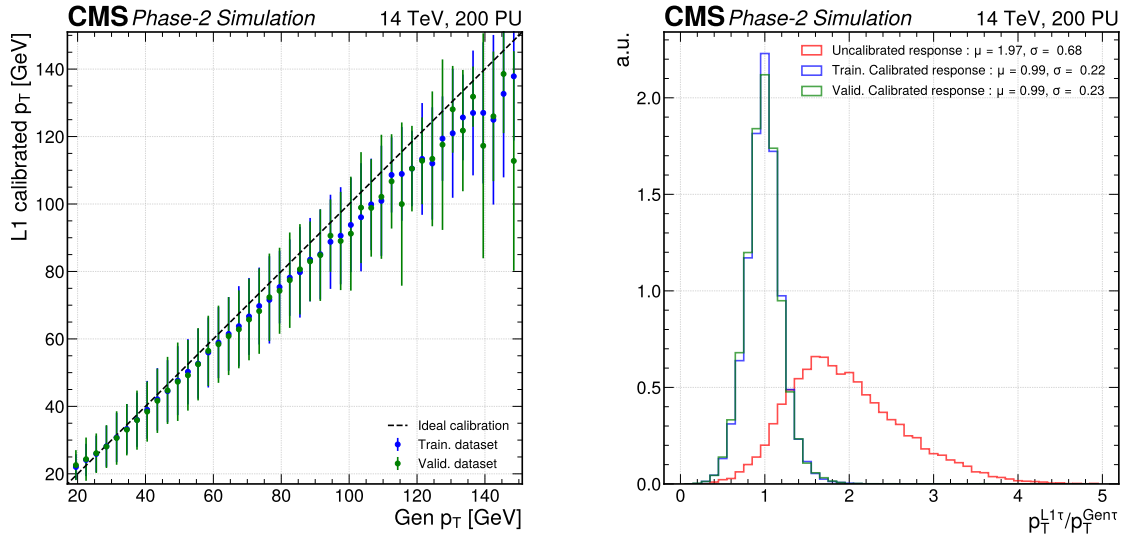 CMS Phase-2 Simulation 14 TeV, 200 PU
L1 calibrated p_T [GeV]
140
120
100
80
60
40
20
Ideal calibration
Train. dataset
Valid. dataset
20 40 60 80 100 120 140
Gen p_T [GeV]
CMS Phase-2 Simulation 14 TeV, 200 PU
a.u.
Uncalibrated response : μ = 1.97, σ = 0.68
Train. Calibrated response : μ = 0.99, σ = 0.22
Valid. Calibrated response : μ = 0.99, σ = 0.23
2.0
1.5
1.0
0.5
0.0
0 1 2 3 4 5
p_T^{L1τ}/p_T^{Genτ}